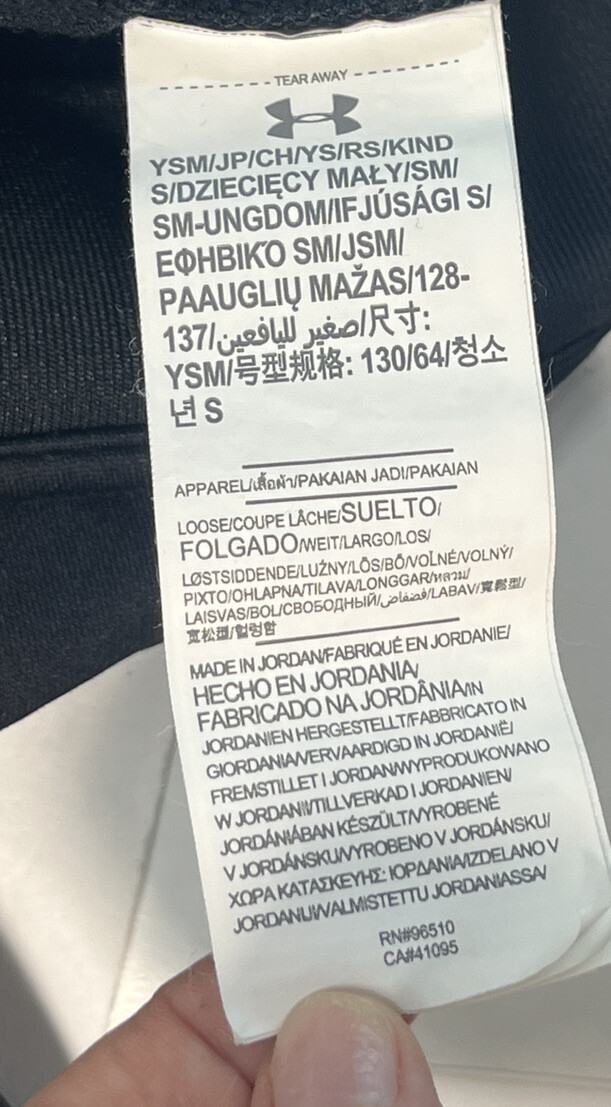 TEAR AWAY
YSM/JP/CH/YS/RS/KIND
S/DZIECIĘCY MAŁY/SM/
SM-UNGDOM/IFJÚSÁGI S/
ΕΦΗΒΙΚΌ SM/JSM/
PAAUGLIŲ MAŽAS/128-
137/صغير لليافعين/尺寸:
YSM/号型规格: 130/64/청소
년 S
APPAREL/เสื้อผ้า/PAKAIAN JADI/PAKAIAN
LOOSE/COUPE LÂCHE/SUELTO/
FOLGADO/WEIT/LARGO/LOS/
LØSTSIDDENDE/LUŹNY/LÖS/BŐ/VOĽNÉ/VOLNÝ/
PIXTO/OHLAPNA/TILAVA/LONGGAR/หลวม/
LAISVAS/BOL/СВОБОДНЫЙ/فضفاض/LABAV/寬鬆型/
宽松型/헐렁함
MADE IN JORDAN/FABRIQUÉ EN JORDANIE/
HECHO EN JORDANIA/
FABRICADO NA JORDÂNIA/IN
JORDANIEN HERGESTELLT/FABBRICATO IN
GIORDANIA/VERVAARDIGD IN JORDANIË/
FREMSTILLET I JORDAN/WYPRODUKOWANO
W JORDANII/TILLVERKAD I JORDANIEN/
JORDÁNIÁBAN KÉSZÜLT/VYROBENÉ
V JORDÁNSKU/VYROBENO V JORDÁNSKU/
ΧΩΡΑ ΚΑΤΑΣΚΕΥΗΣ: ΙΟΡΔΑΝΙΑ/IZDELANO V
JORDANIJI/VALMISTETTU JORDANIASSA/
RN#96510
CA#41095